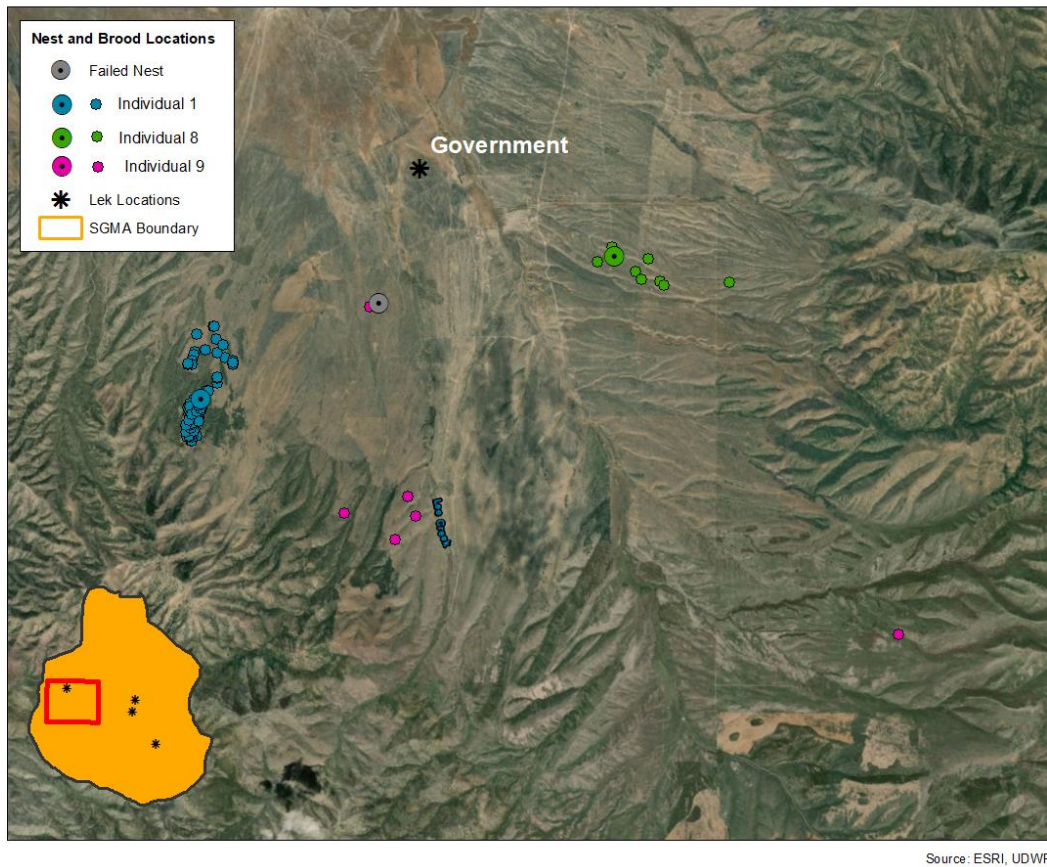 Nest and Brood Locations
Failed Nest
Individual 1
Individual 8
Individual 9
Lek Locations
SGMA Boundary
Government
Source: ESRI, UDWR